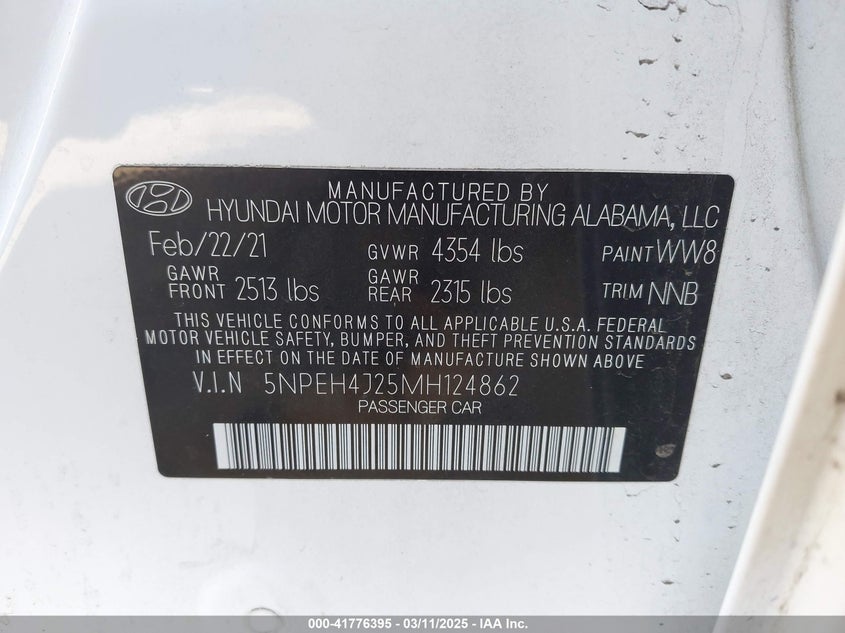 MANUFACTURED BY
HYUNDAI MOTOR MANUFACTURING ALABAMA, LLC
Feb/22/21 GVWR 4354 lbs PAINT WW8
GAWR FRONT 2513 lbs GAWR REAR 2315 lbs TRIM NNB
THIS VEHICLE CONFORMS TO ALL APPLICABLE U.S.A. FEDERAL
MOTOR VEHICLE SAFETY, BUMPER, AND THEFT PREVENTION STANDARDS
IN EFFECT ON THE DATE OF MANUFACTURE SHOWN ABOVE
V.I.N 5NPEH4J25MH124862
PASSENGER CAR
000-41776395 - 03/11/2025 - © IAA Inc.